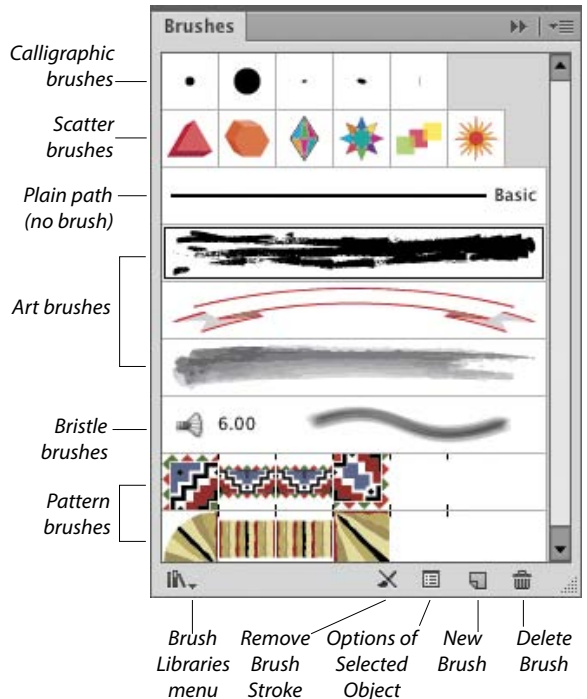 Brushes
Calligraphic
brushes
Scatter
brushes
Plain path
(no brush)
Basic
Art brushes
Bristle
brushes
6.00
Pattern
brushes
Brush
Libraries
menu
Remove
Brush
Stroke
Options of
Selected
Object
New
Brush
Delete
Brush